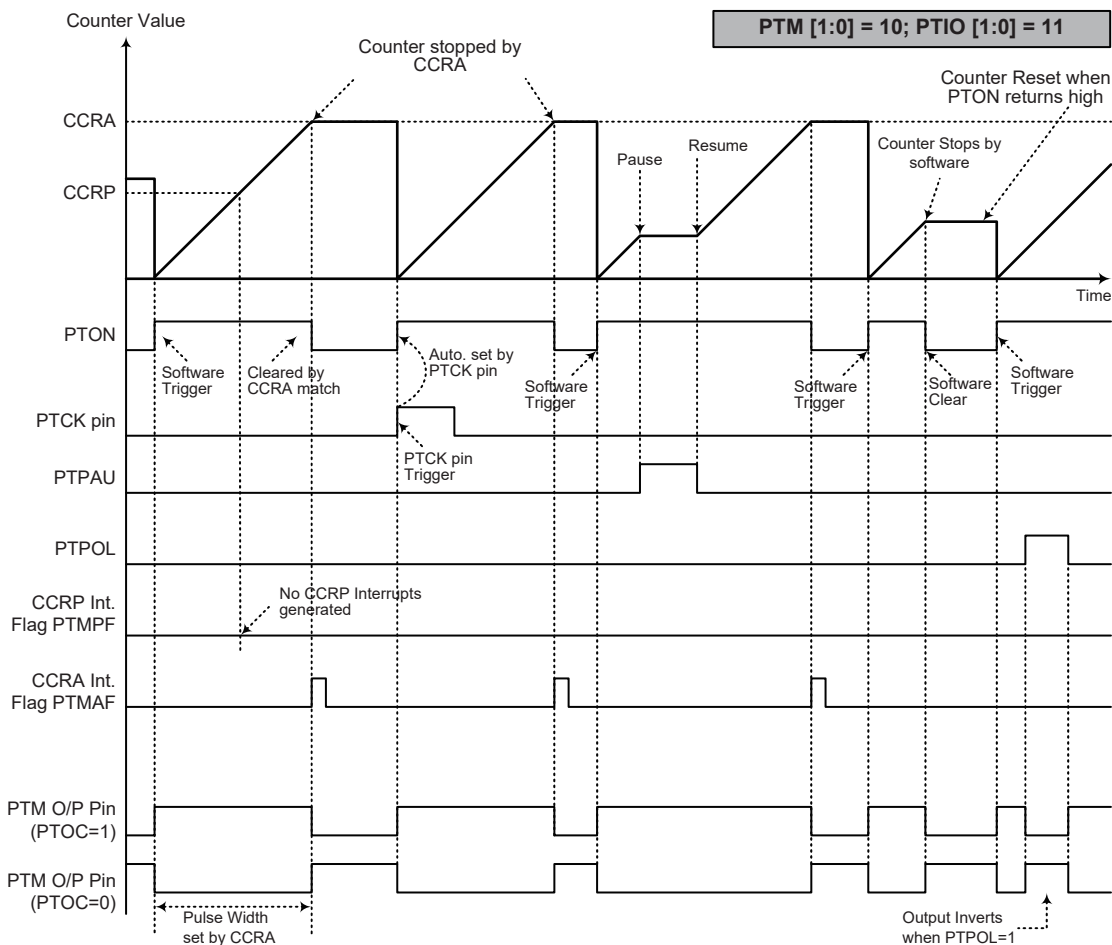 Counter Value
PTM [1:0] = 10; PTIO [1:0] = 11
Counter stopped by
CCRA
Counter Reset when
PTON returns high
CCRA
Pause
Resume
Counter Stops by
software
CCRP
Time
PTON
Software
Trigger
Cleared by
CCRA match
Auto. set by
PTCK pin
Software
Trigger
Software
Trigger
Software
Clear
Software
Trigger
PTCK pin
PTCK pin
Trigger
PTPAU
PTPOL
CCRP Int.
Flag PTMPF
No CCRP Interrupts
generated
CCRA Int.
Flag PTMAF
PTM O/P Pin
(PTOC=1)
PTM O/P Pin
(PTOC=0)
Pulse Width
set by CCRA
Output Inverts
when PTPOL=1